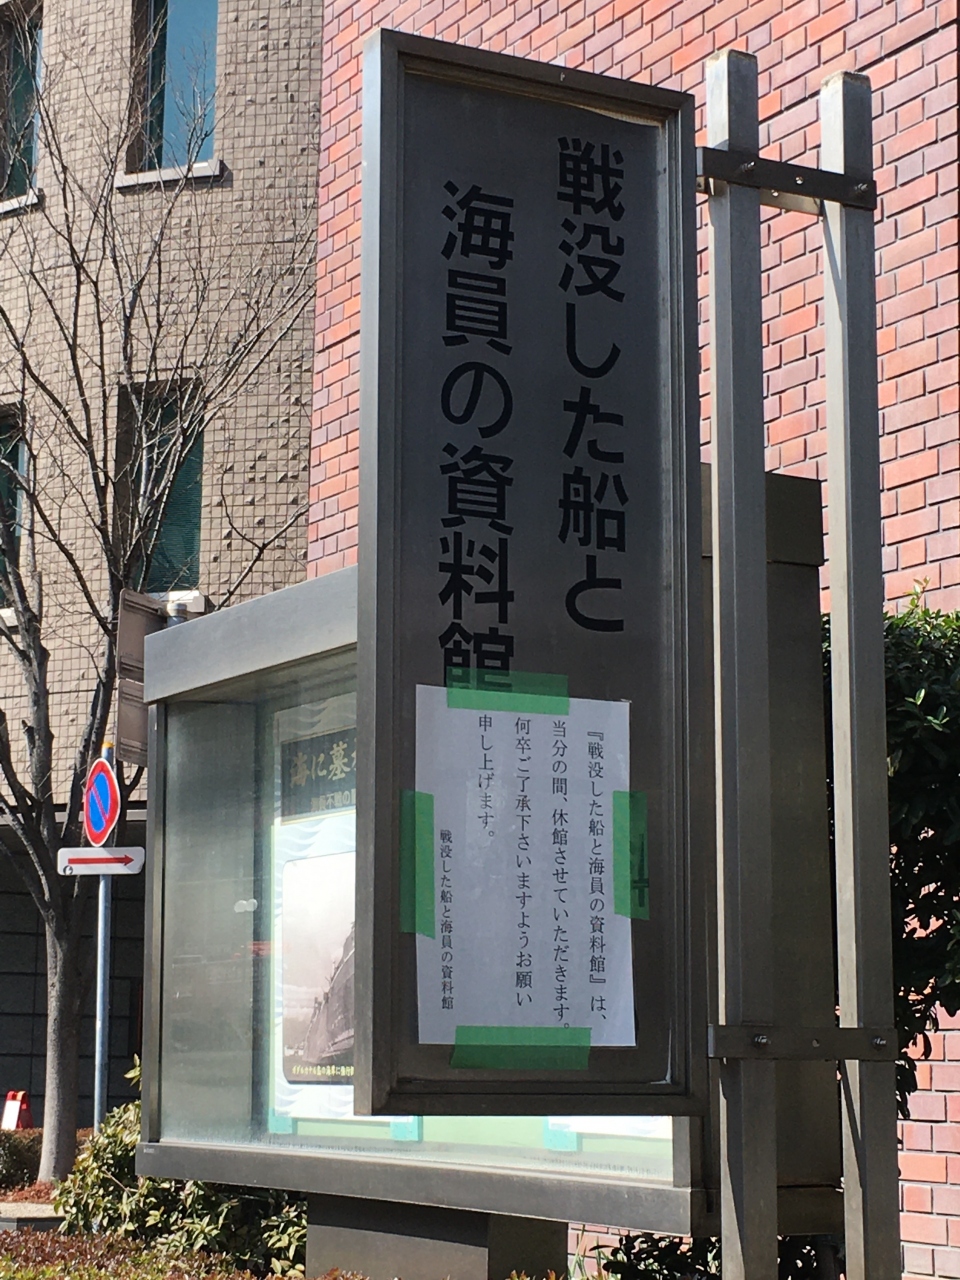 戦没した船と
海員の資料館
『戦没した船と海員の資料館』は、
当分の間、休館させていただきます。
何卒ご了承下さいますようお願い
申し上げます。
戦没した船と海員の資料館
海に墓